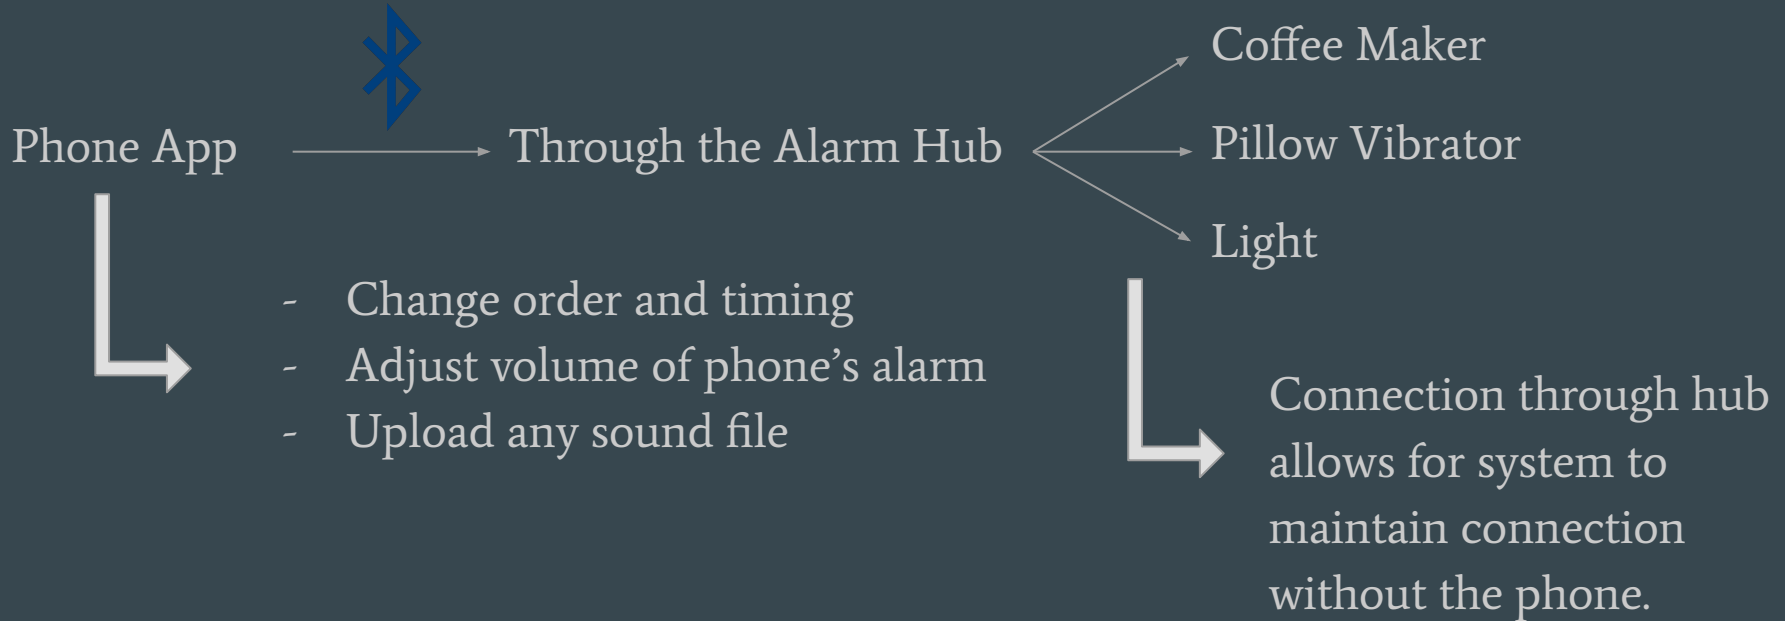 Phone App
Through the Alarm Hub
Coffee Maker
Pillow Vibrator
Light
- Change order and timing
- Adjust volume of phone’s alarm
- Upload any sound file
Connection through hub
allows for system to
maintain connection
without the phone.